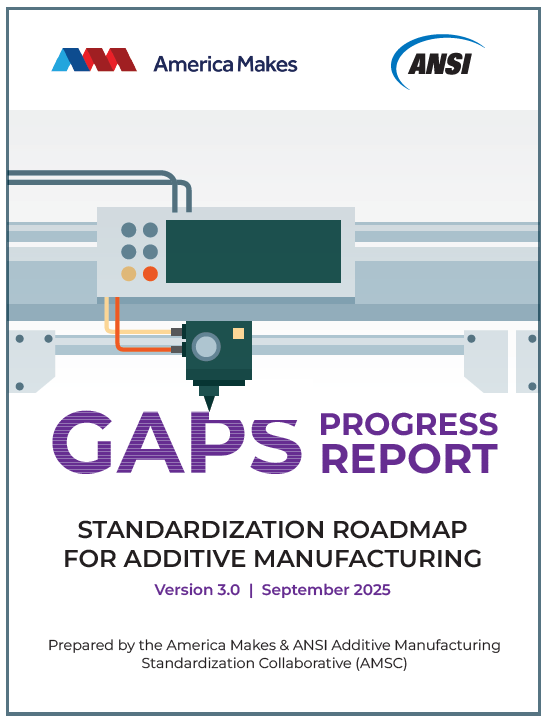 America Makes
ANSI
GAPS PROGRESS
REPORT
STANDARDIZATION ROADMAP
FOR ADDITIVE MANUFACTURING
Version 3.0 | September 2025
Prepared by the America Makes & ANSI Additive Manufacturing
Standardization Collaborative (AMSC)